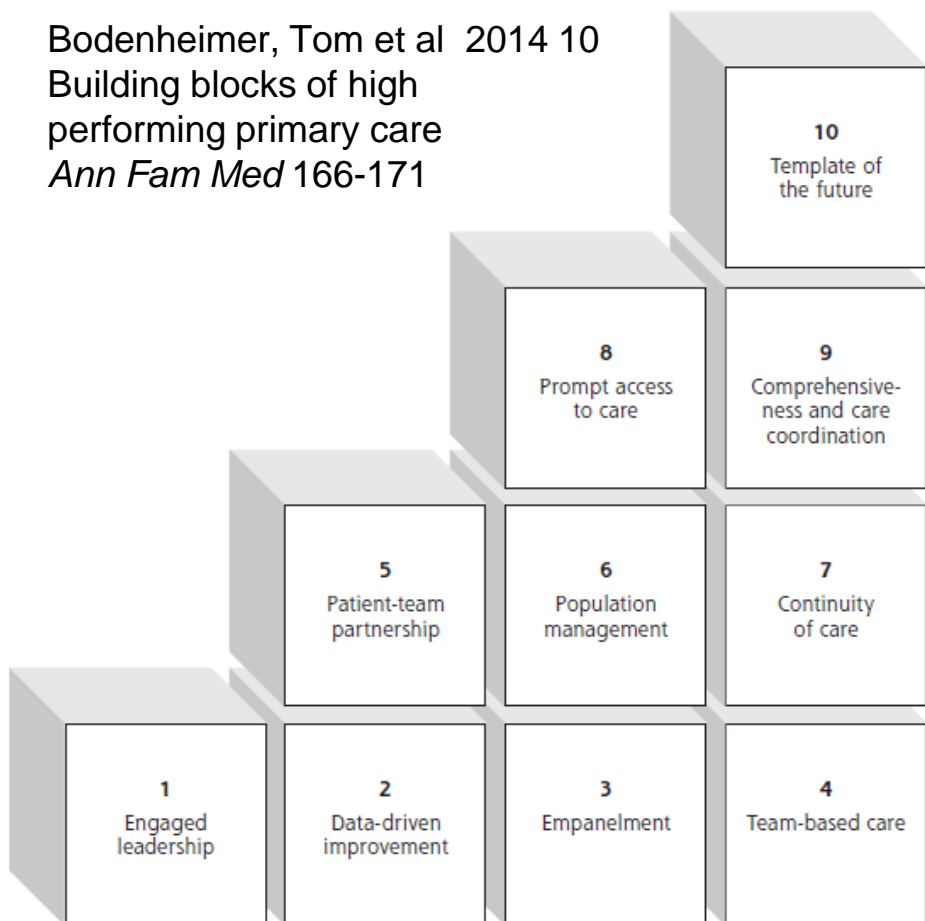 Bodenheimer, Tom et al  2014 10
Building blocks of high
performing primary care
Ann Fam Med 166-171
10
Template of
the future
8
Prompt access
to care
9
Comprehensive-
ness and care
coordination
5
Patient-team
partnership
6
Population
management
7
Continuity
of care
1
Engaged
leadership
2
Data-driven
improvement
3
Empanelment
4
Team-based care